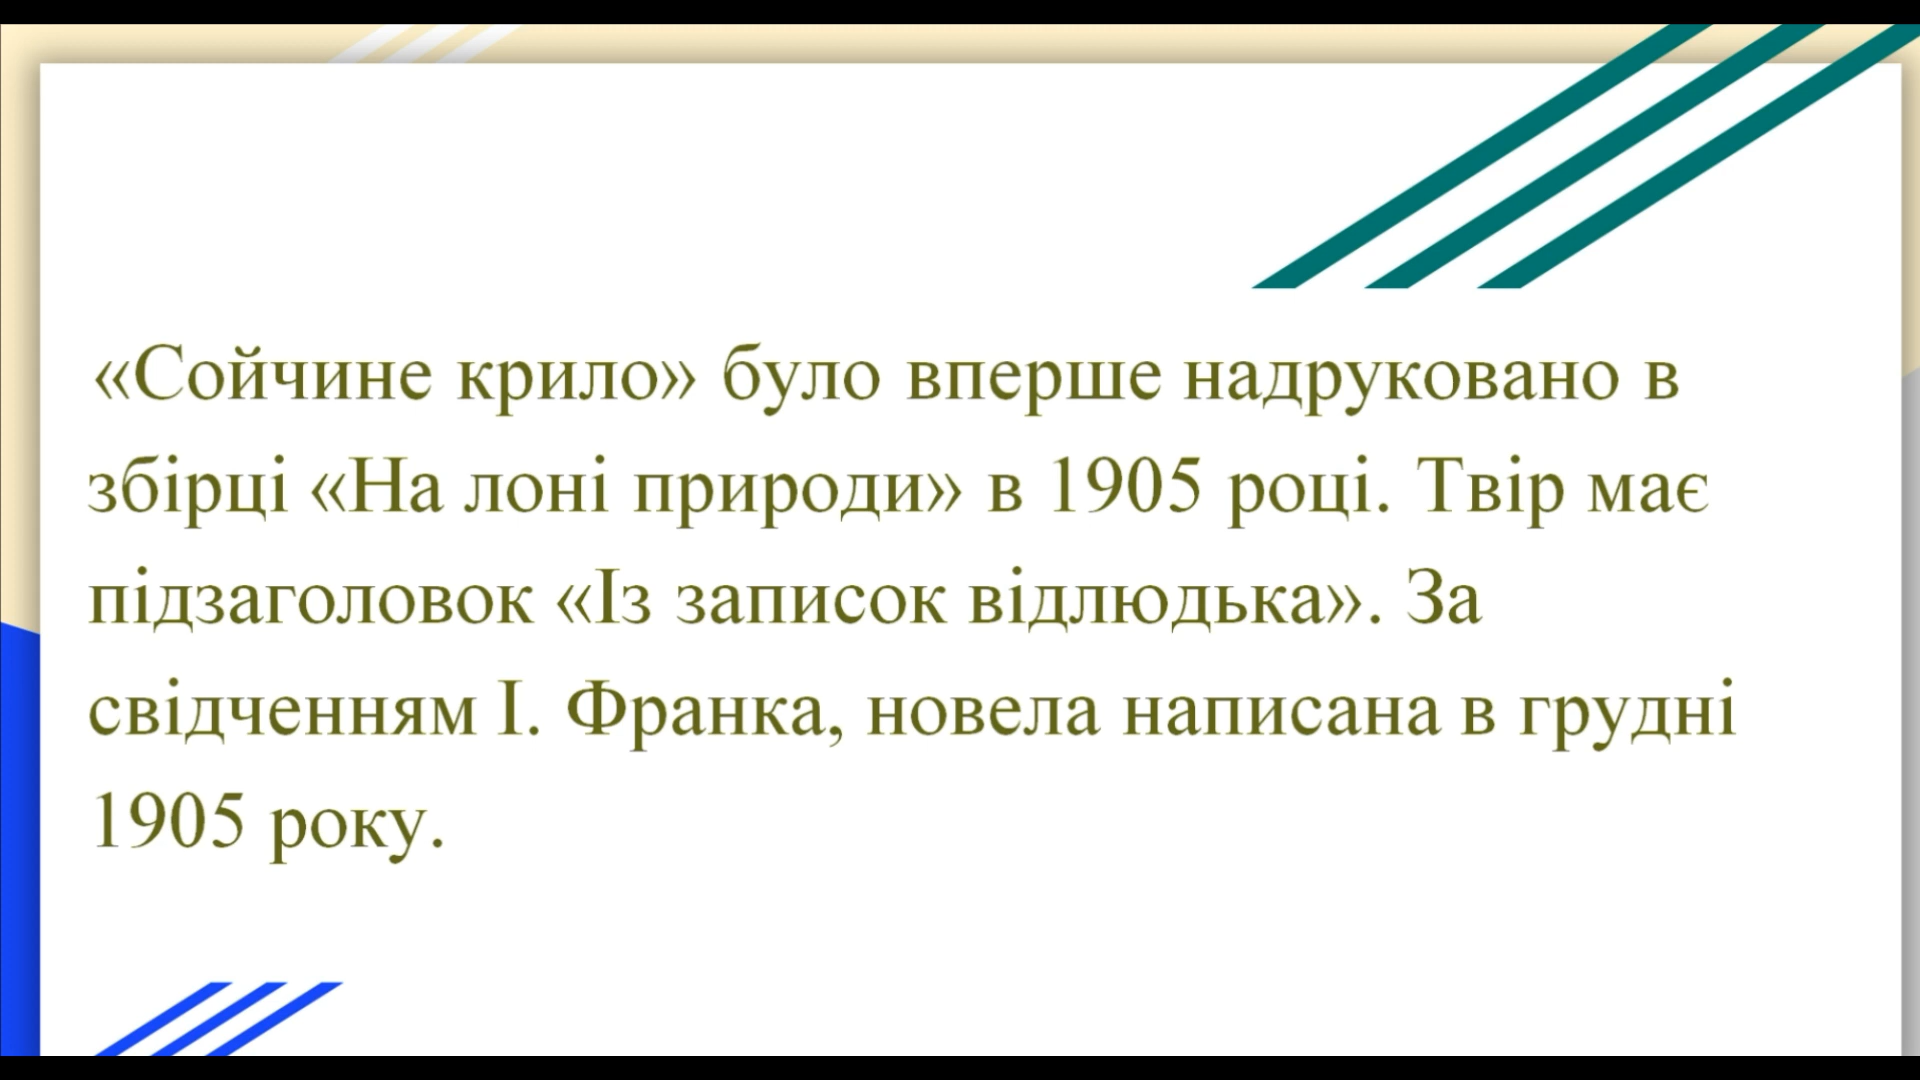 «Сойчине крило» було вперше надруковано в
збірці «На лоні природи» в 1905 році. Твір має
підзаголовок «Із записок відлюдька». За
свідченням І. Франка, новела написана в грудні
1905 року.